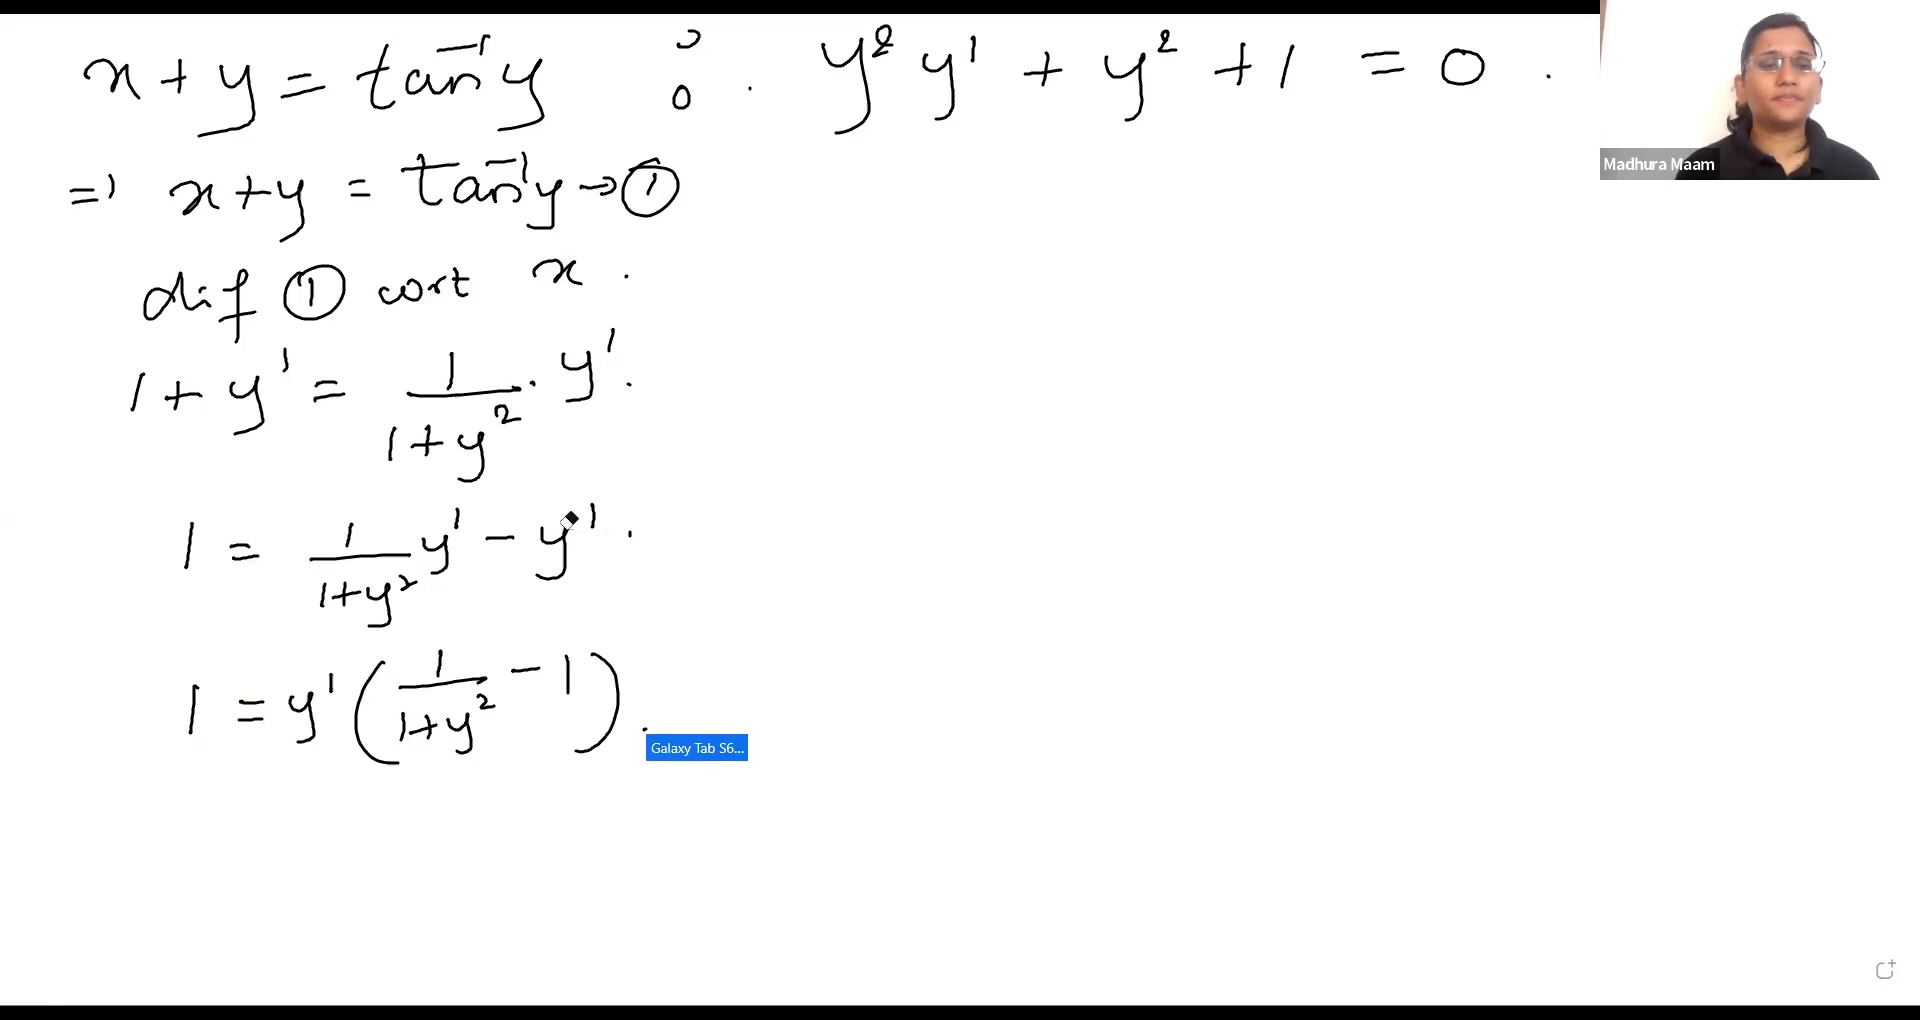 x + y = tan⁻¹y : . y² y' + y² + 1 = 0 .
Madhura Maam
=) x + y = tan⁻¹y → ①
dif ① wrt x .
1 + y' = 1/(1+y²) . y' .
1 = 1/(1+y²) y' - y' .
1 = y' ( 1/(1+y²) - 1 ) .
Galaxy Tab S6...